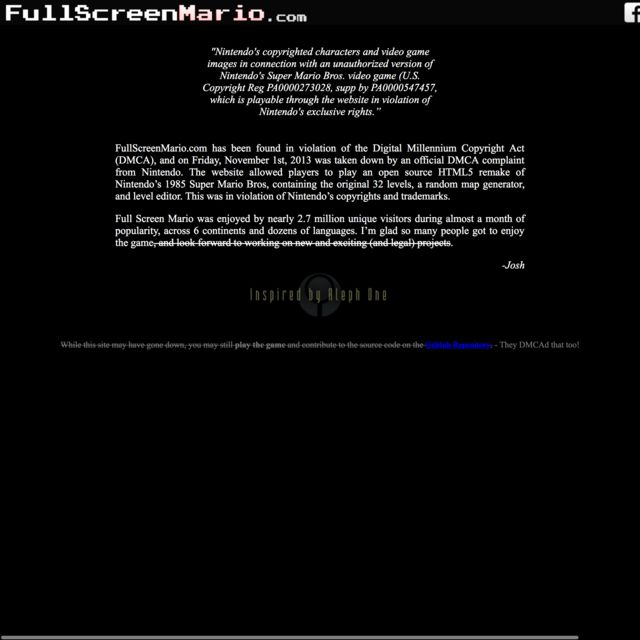 FullScreenMario.com
"Nintendo's copyrighted characters and video game
images in connection with an unauthorized version of
Nintendo's Super Mario Bros. video game (U.S.
Copyright Reg PA0000273028, supp by PA0000547457,
which is playable through the website in violation of
Nintendo's exclusive rights."
FullScreenMario.com has been found in violation of the Digital Millennium Copyright Act
(DMCA), and on Friday, November 1st, 2013 was taken down by an official DMCA complaint
from Nintendo. The website allowed players to play an open source HTML5 remake of
Nintendo's 1985 Super Mario Bros, containing the original 32 levels, a random map generator,
and level editor. This was in violation of Nintendo's copyrights and trademarks.
Full Screen Mario was enjoyed by nearly 2.7 million unique visitors during almost a month of
popularity, across 6 continents and dozens of languages. I'm glad so many people got to enjoy
the game, and look forward to working on new and exciting (and legal) projects.
-Josh
Inspired by Aleph One
While this site may have gone down, you may still play the game and contribute to the source code on the GitHub Repository. - They DMCAd that too!